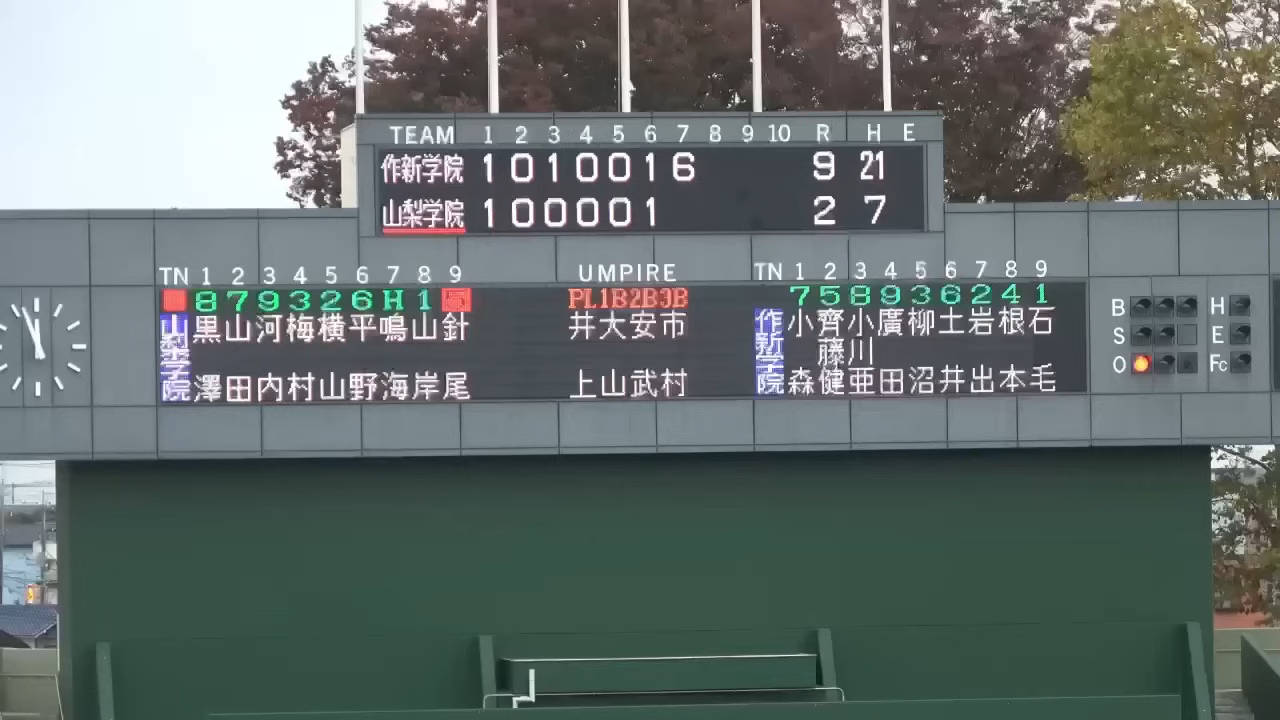 TEAM 1 2 3 4 5 6 7 8 9 10 R H E
作新学院 1 0 1 0 0 1 6 9 21
山梨学院 1 0 0 0 0 1 2 7
TN 1 2 3 4 5 6 7 8 9
8 7 9 3 2 6 H 1 5
山梨学院
黒澤 山田 河内 梅村 横山 平野 鳴海 山岸 針尾
UMPIRE
PL 1B 2B 3B
井上 大山 安武 市村
TN 1 2 3 4 5 6 7 8 9
7 5 8 9 3 6 2 4 1
作新学院
小森 齊藤健 小川亜 廣田 柳沼 土井 岩出 根本 石毛
B H
S E
O Fc